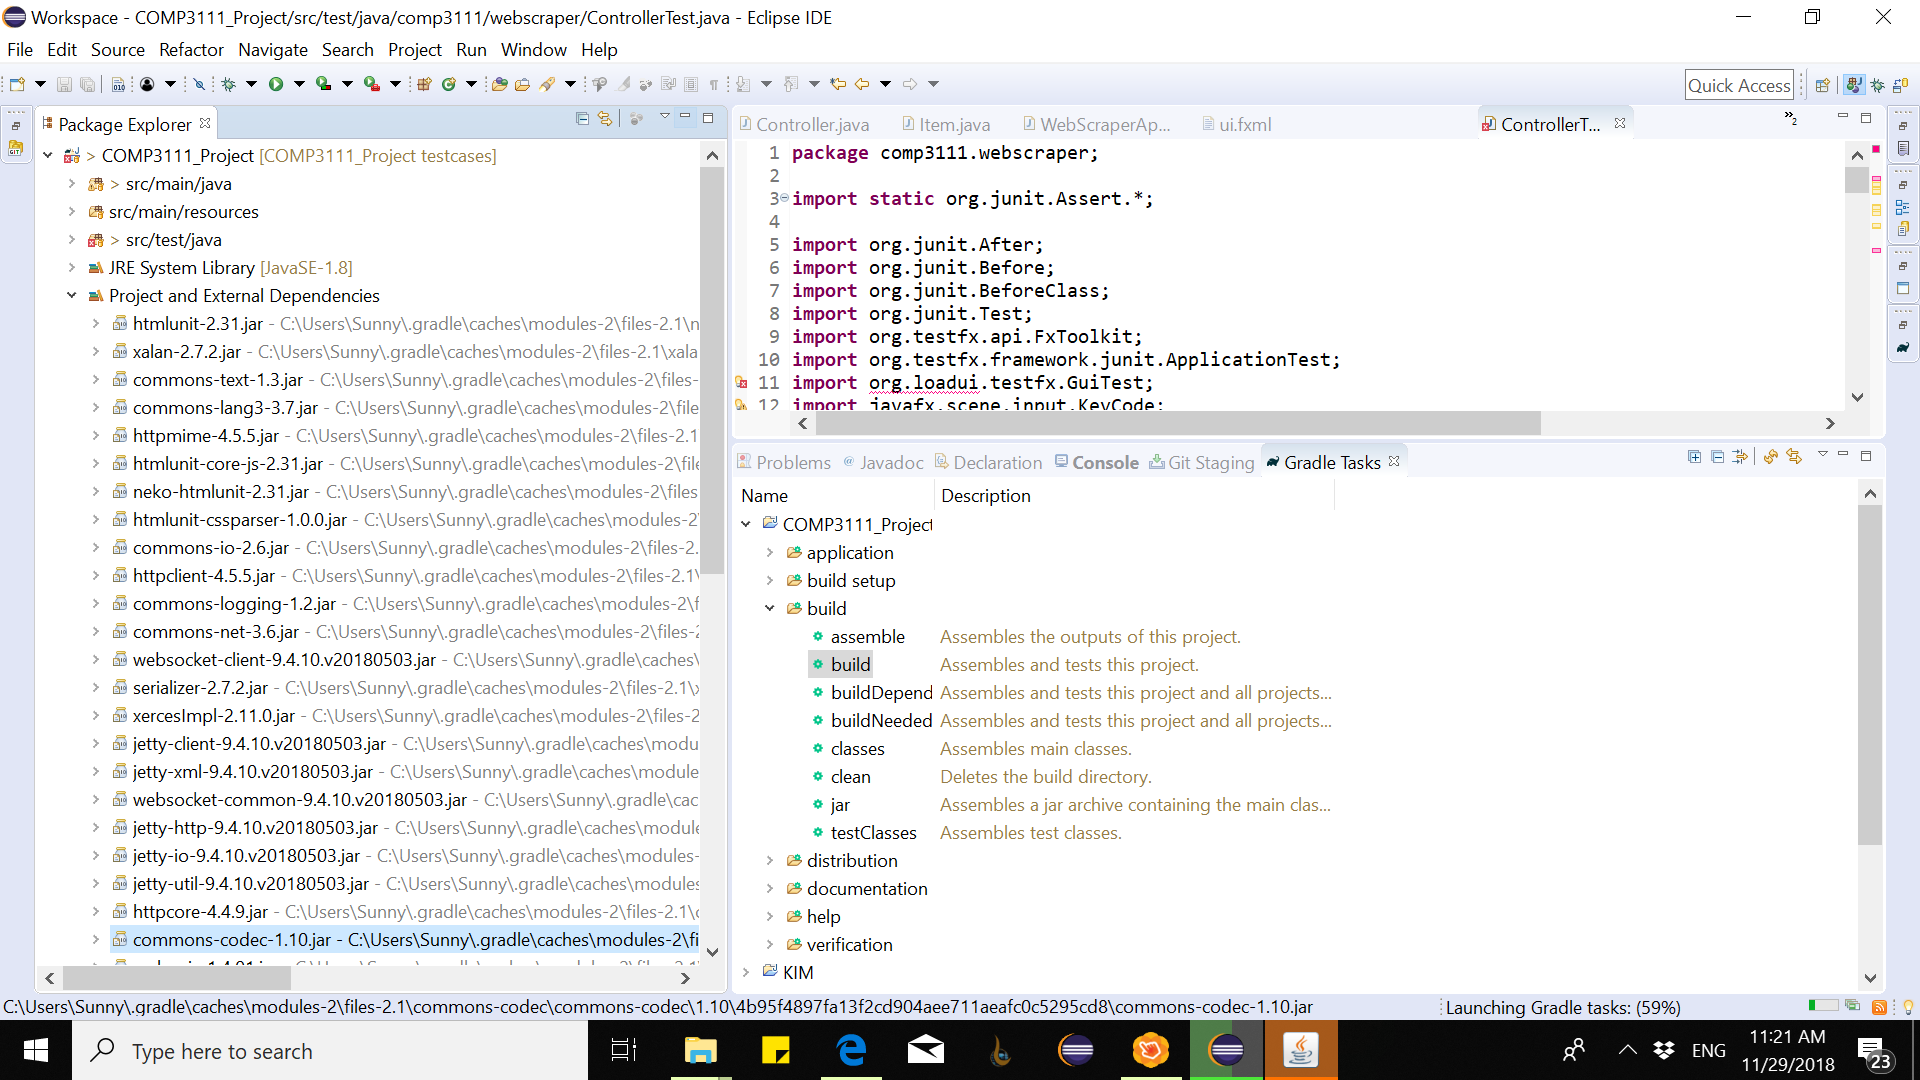 Workspace - COMP3111_Project/src/test/java/comp3111/webscraper/ControllerTest.java - Eclipse IDE
File Edit Source Refactor Navigate Search Project Run Window Help
Quick Access
Package Explorer
> COMP3111_Project [COMP3111_Project testcases]
> src/main/java
src/main/resources
> src/test/java
JRE System Library [JavaSE-1.8]
Project and External Dependencies
htmlunit-2.31.jar - C:\Users\Sunny\.gradle\caches\modules-2\files-2.1\n
xalan-2.7.2.jar - C:\Users\Sunny\.gradle\caches\modules-2\files-2.1\xala
commons-text-1.3.jar - C:\Users\Sunny\.gradle\caches\modules-2\files-
commons-lang3-3.7.jar - C:\Users\Sunny\.gradle\caches\modules-2\file
httpmime-4.5.5.jar - C:\Users\Sunny\.gradle\caches\modules-2\files-2.1
htmlunit-core-js-2.31.jar - C:\Users\Sunny\.gradle\caches\modules-2\file
neko-htmlunit-2.31.jar - C:\Users\Sunny\.gradle\caches\modules-2\files
htmlunit-cssparser-1.0.0.jar - C:\Users\Sunny\.gradle\caches\modules-2
commons-io-2.6.jar - C:\Users\Sunny\.gradle\caches\modules-2\files-2.
httpclient-4.5.5.jar - C:\Users\Sunny\.gradle\caches\modules-2\files-2.1\
commons-logging-1.2.jar - C:\Users\Sunny\.gradle\caches\modules-2\f
commons-net-3.6.jar - C:\Users\Sunny\.gradle\caches\modules-2\files-2
websocket-client-9.4.10.v20180503.jar - C:\Users\Sunny\.gradle\caches\
serializer-2.7.2.jar - C:\Users\Sunny\.gradle\caches\modules-2\files-2.1\x
xercesImpl-2.11.0.jar - C:\Users\Sunny\.gradle\caches\modules-2\files-2
jetty-client-9.4.10.v20180503.jar - C:\Users\Sunny\.gradle\caches\modu
jetty-xml-9.4.10.v20180503.jar - C:\Users\Sunny\.gradle\caches\module
websocket-common-9.4.10.v20180503.jar - C:\Users\Sunny\.gradle\cac
jetty-http-9.4.10.v20180503.jar - C:\Users\Sunny\.gradle\caches\module
jetty-io-9.4.10.v20180503.jar - C:\Users\Sunny\.gradle\caches\modules-
jetty-util-9.4.10.v20180503.jar - C:\Users\Sunny\.gradle\caches\modules
httpcore-4.4.9.jar - C:\Users\Sunny\.gradle\caches\modules-2\files-2.1\c
commons-codec-1.10.jar - C:\Users\Sunny\.gradle\caches\modules-2\fi
Controller.java Item.java WebScraperAp... ui.fxml ControllerT... »2
1 package comp3111.webscraper;
2
3 import static org.junit.Assert.*;
4
5 import org.junit.After;
6 import org.junit.Before;
7 import org.junit.BeforeClass;
8 import org.junit.Test;
9 import org.testfx.api.FxToolkit;
10 import org.testfx.framework.junit.ApplicationTest;
11 import org.loadui.testfx.GuiTest;
12 import javafx.scene.input.KeyCode;
Problems @ Javadoc Declaration Console Git Staging Gradle Tasks
Name Description
COMP3111_Project
application
build setup
build
assemble Assembles the outputs of this project.
build Assembles and tests this project.
buildDepend Assembles and tests this project and all projects...
buildNeeded Assembles and tests this project and all projects...
classes Assembles main classes.
clean Deletes the build directory.
jar Assembles a jar archive containing the main clas...
testClasses Assembles test classes.
distribution
documentation
help
verification
KIM
C:\Users\Sunny\.gradle\caches\modules-2\files-2.1\commons-codec\commons-codec\1.10\4b95f4897fa13f2cd904aee711aeafc0c5295cd8\commons-codec-1.10.jar
Launching Gradle tasks: (59%)
Type here to search
ENG
11:21 AM
11/29/2018
23